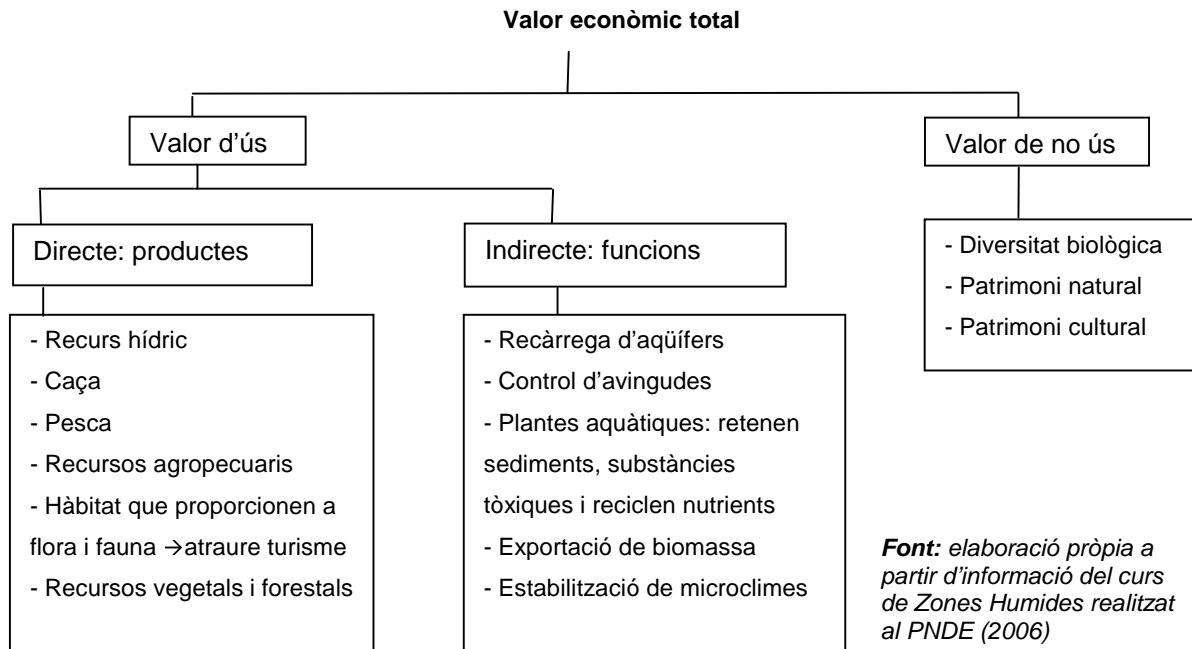 Valor econòmic total
Valor d'ús
Valor de no ús
Directe: productes
Indirecte: funcions
- Diversitat biològica
- Patrimoni natural
- Patrimoni cultural
- Recurs hídric
- Caça
- Pesca
- Recursos agropecuaris
- Hàbitat que proporcionen a
flora i fauna →atraure turisme
- Recursos vegetals i forestals
- Recàrrega d'aqüífers
- Control d'avingudes
- Plantes aquàtiques: retenen
sediments, substàncies
tòxiques i reciclen nutrients
- Exportació de biomassa
- Estabilització de microclimes
Font: elaboració pròpia a
partir d'informació del curs
de Zones Humides realitzat
al PNDE (2006)